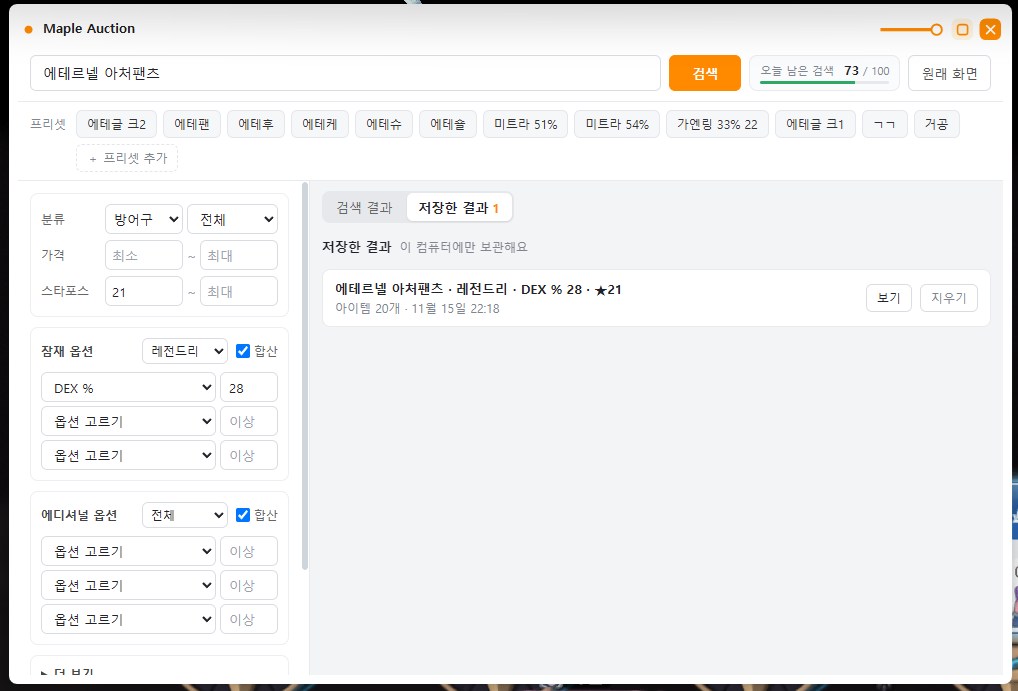 Maple Auction
에테르넬 아처팬츠 검색 오늘 남은 검색 73 / 100 원래 화면
프리셋 에테글 크2 에테팬 에테후 에테케 에테슈 에테숄 미트라 51% 미트라 54% 가엔링 33% 22 에테글 크1 ㄱㄱ 거공
+ 프리셋 추가
분류 방어구 전체
가격 최소 ~ 최대
스타포스 21 ~ 최대
잠재 옵션 레전드리 합산
DEX % 28
옵션 고르기 이상
옵션 고르기 이상
에디셔널 옵션 전체 합산
옵션 고르기 이상
옵션 고르기 이상
옵션 고르기 이상
▶ 더 보기
검색 결과 저장한 결과 1
저장한 결과 이 컴퓨터에만 보관해요
에테르넬 아처팬츠 · 레전드리 · DEX % 28 · ★21
아이템 20개 · 11월 15일 22:18
보기 지우기